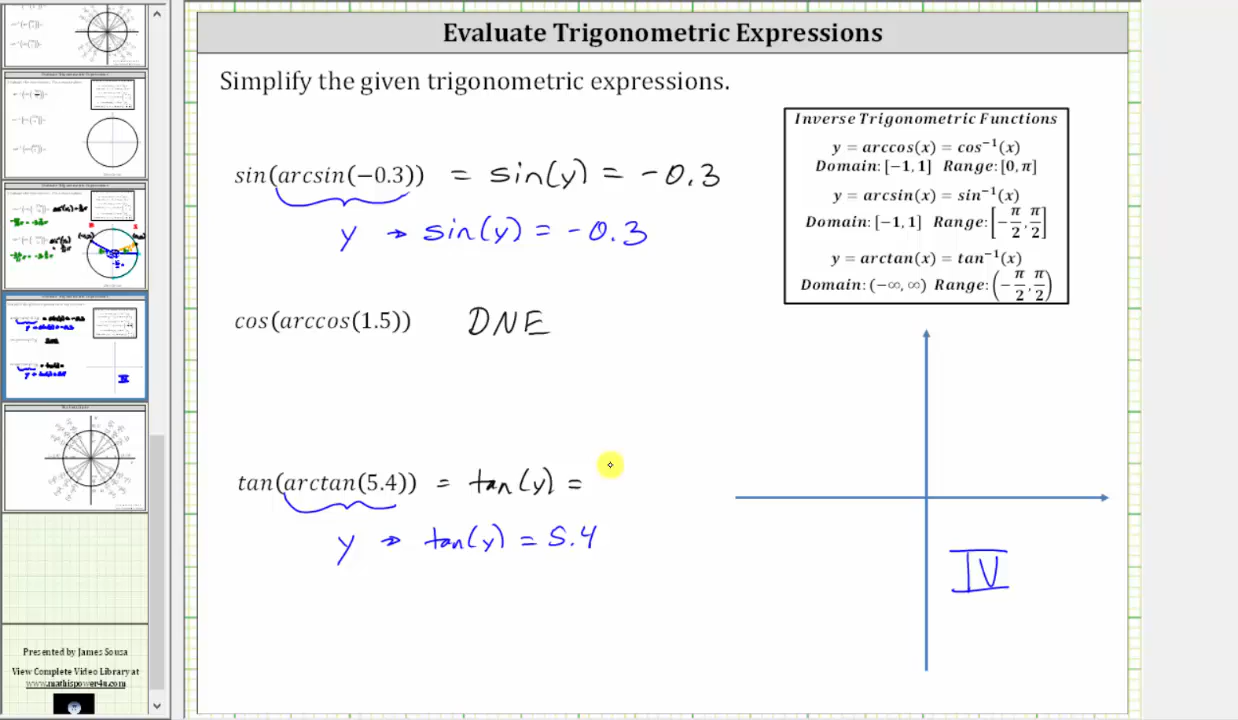 Evaluate Trigonometric Expressions
Simplify the given trigonometric expressions.
sin(arcsin(−0.3)) = sin(y) = -0.3
y → sin(y) = -0.3
cos(arccos(1.5)) DNE
tan(arctan(5.4)) = tan(y) =
y → tan(y) = 5.4
Inverse Trigonometric Functions
y = arccos(x) = cos⁻¹(x)
Domain: [−1, 1] Range: [0, π]
y = arcsin(x) = sin⁻¹(x)
Domain: [−1, 1] Range: [−π/2, π/2]
y = arctan(x) = tan⁻¹(x)
Domain: (−∞, ∞) Range: (−π/2, π/2)
IV
Presented by James Sousa
View Complete Video Library at
www.mathispower4u.com